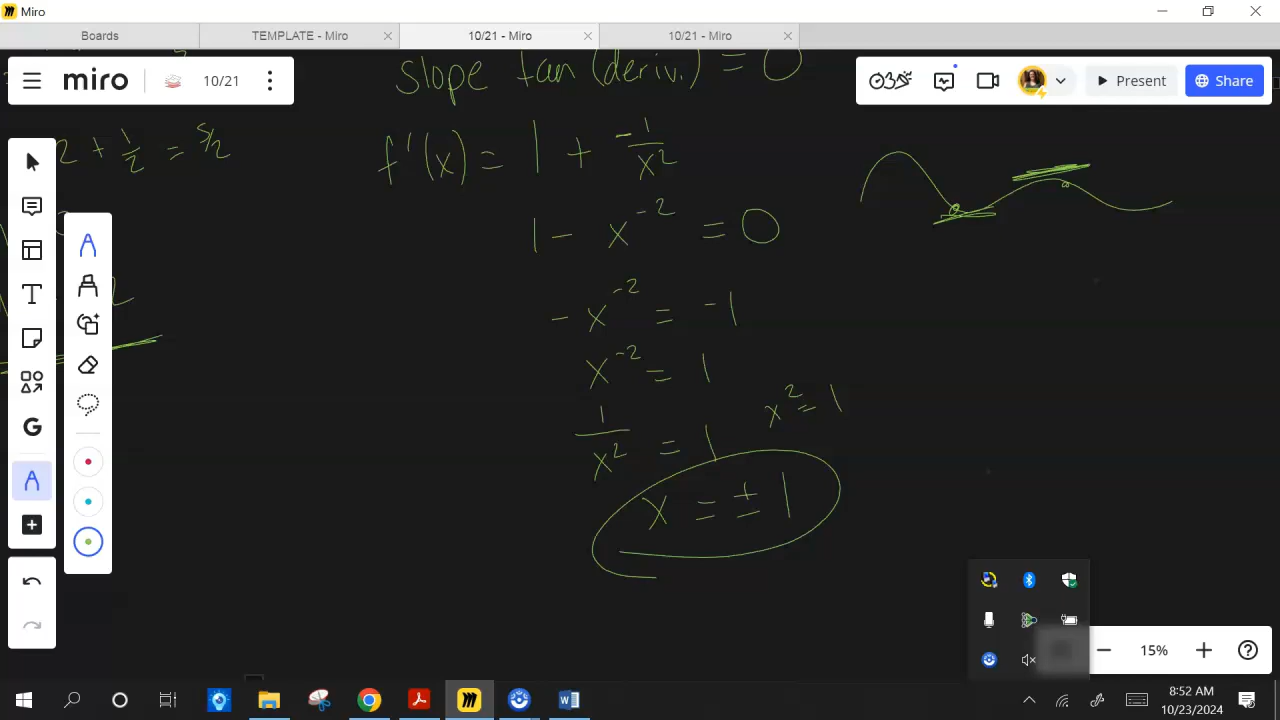 Miro
Boards
TEMPLATE - Miro
10/21 - Miro
10/21 - Miro
miro
10/21
Present
Share
slope tan (deriv.) = 0
2 + 1/2 = 5/2
f'(x) = 1 + -1/x²
1 - x⁻² = 0
- x⁻² = -1
x⁻² = 1
1/x² = 1
x² = 1
x = ± 1
2
15%
8:52 AM
10/23/2024